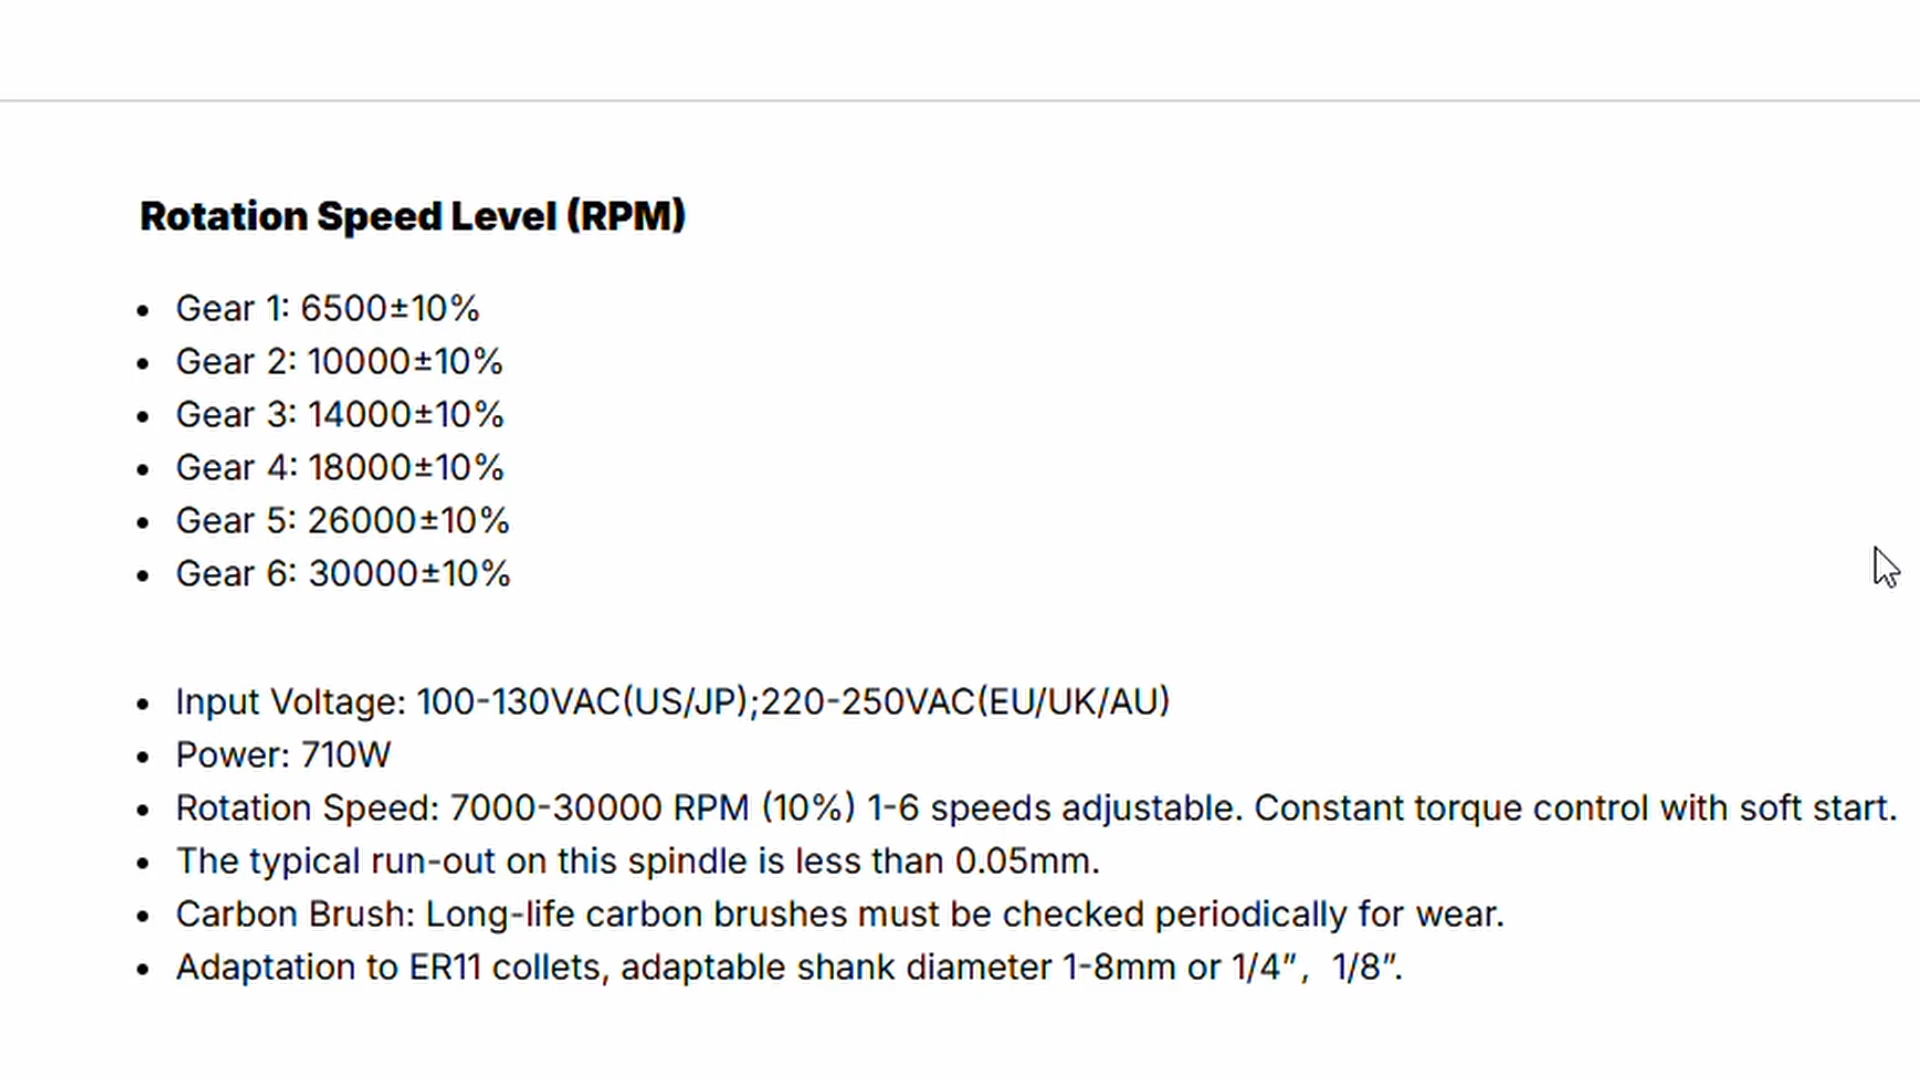 Rotation Speed Level (RPM)
Gear 1: 6500±10%
Gear 2: 10000±10%
Gear 3: 14000±10%
Gear 4: 18000±10%
Gear 5: 26000±10%
Gear 6: 30000±10%
Input Voltage: 100-130VAC(US/JP);220-250VAC(EU/UK/AU)
Power: 710W
Rotation Speed: 7000-30000 RPM (10%) 1-6 speeds adjustable. Constant torque control with soft start.
The typical run-out on this spindle is less than 0.05mm.
Carbon Brush: Long-life carbon brushes must be checked periodically for wear.
Adaptation to ER11 collets, adaptable shank diameter 1-8mm or 1/4”, 1/8”.